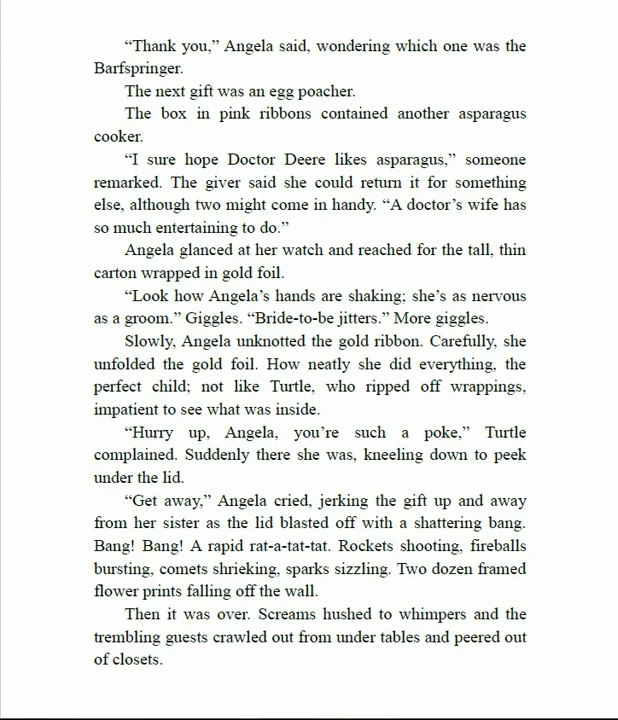 “Thank you,” Angela said, wondering which one was the
Barfspringer.
The next gift was an egg poacher.
The box in pink ribbons contained another asparagus
cooker.
“I sure hope Doctor Deere likes asparagus,” someone
remarked. The giver said she could return it for something
else, although two might come in handy. “A doctor’s wife has
so much entertaining to do.”
Angela glanced at her watch and reached for the tall, thin
carton wrapped in gold foil.
“Look how Angela’s hands are shaking; she’s as nervous
as a groom.” Giggles. “Bride-to-be jitters.” More giggles.
Slowly, Angela unknotted the gold ribbon. Carefully, she
unfolded the gold foil. How neatly she did everything, the
perfect child; not like Turtle, who ripped off wrappings,
impatient to see what was inside.
“Hurry up, Angela, you’re such a poke,” Turtle
complained. Suddenly there she was, kneeling down to peek
under the lid.
“Get away,” Angela cried, jerking the gift up and away
from her sister as the lid blasted off with a shattering bang.
Bang! Bang! A rapid rat-a-tat-tat. Rockets shooting, fireballs
bursting, comets shrieking, sparks sizzling. Two dozen framed
flower prints falling off the wall.
Then it was over. Screams hushed to whimpers and the
trembling guests crawled out from under tables and peered out
of closets.